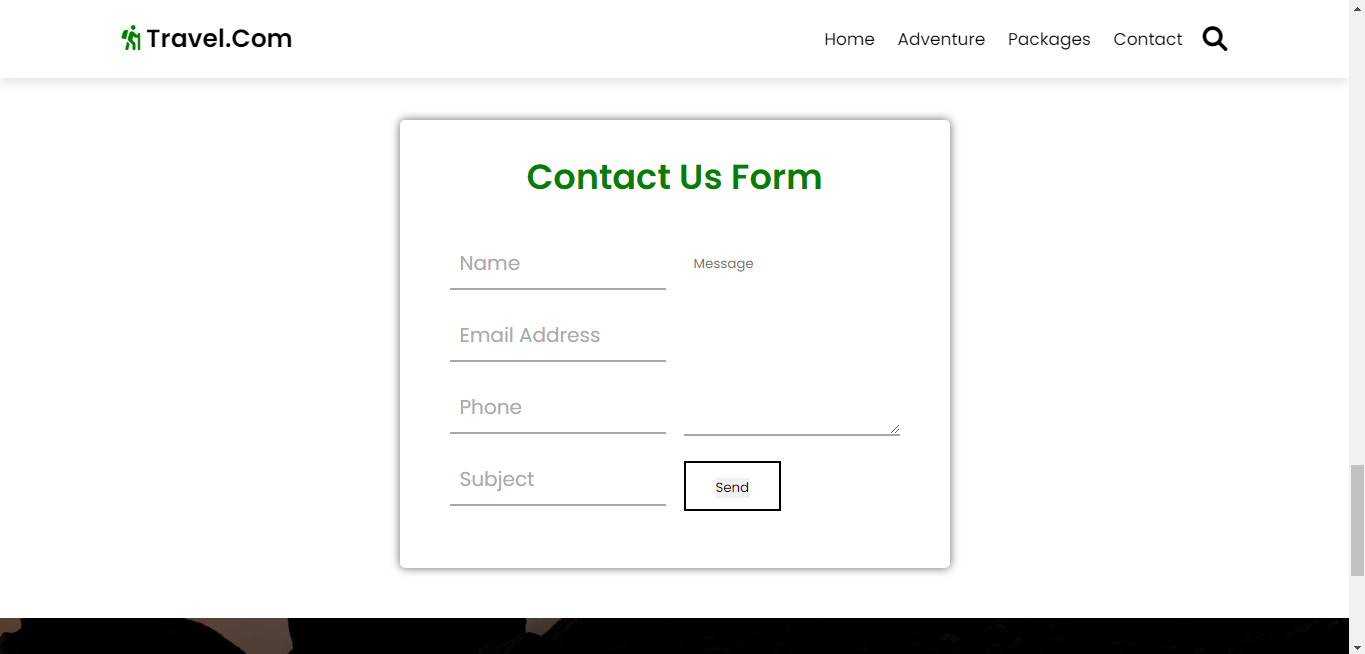 Travel.Com
Home Adventure Packages Contact
Contact Us Form
Name
Email Address
Phone
Subject
Message
Send